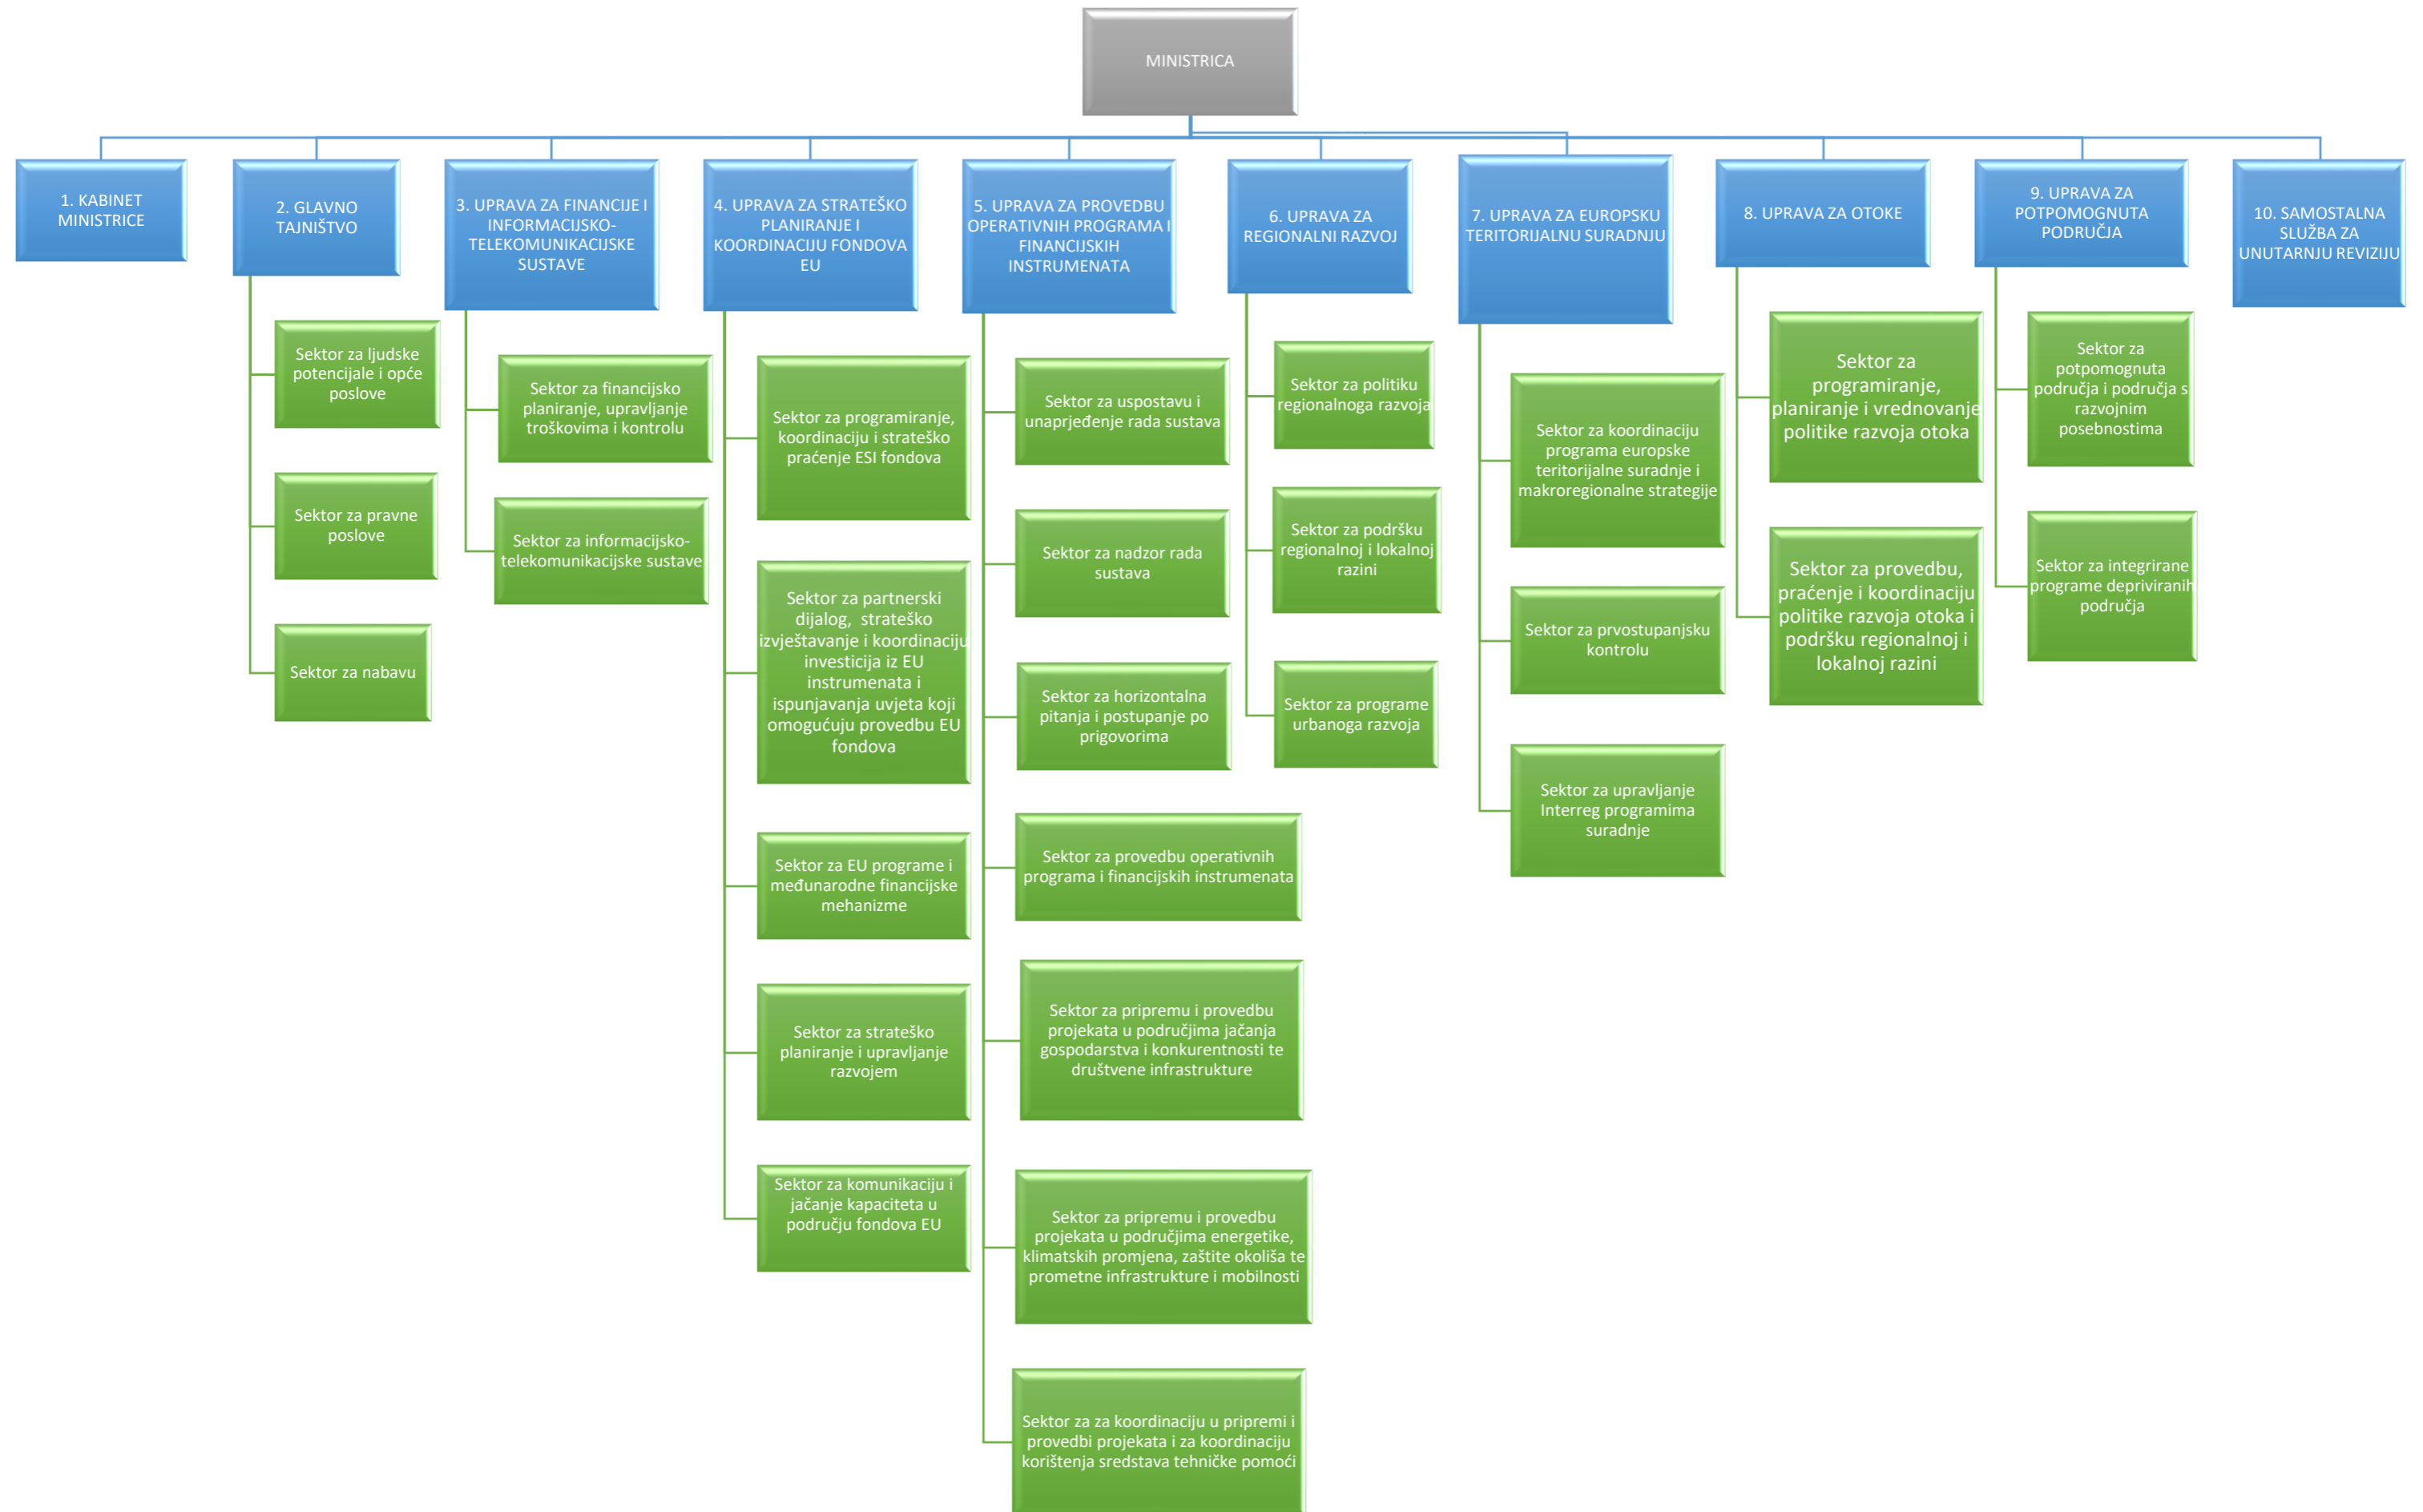 MINISTRICA
1. KABINET
MINISTRICE
2. GLAVNO
TAJNIŠTVO
3. UPRAVA ZA FINANCIJE I
INFORMACIJSKO-
TELEKOMUNIKACIJSKE
SUSTAVE
4. UPRAVA ZA STRATEŠKO
PLANIRANJE I
KOORDINACIJU FONDOVA
EU
5. UPRAVA ZA PROVEDBU
OPERATIVNIH PROGRAMA I
FINANCIJSKIH
INSTRUMENATA
6. UPRAVA ZA
REGIONALNI RAZVOJ
7. UPRAVA ZA EUROPSKU
TERITORIJALNU SURADNJU
8. UPRAVA ZA OTOKE
9. UPRAVA ZA
POTPOMOGNUTA
PODRUČJA
10. SAMOSTALNA
SLUŽBA ZA
UNUTARNJU REVIZIJU
Sektor za ljudske
potencijale i opće
poslove
Sektor za pravne
poslove
Sektor za nabavu
Sektor za financijsko
planiranje, upravljanje
troškovima i kontrolu
Sektor za informacijsko-
telekomunikacijske sustave
Sektor za programiranje,
koordinaciju i strateško
praćenje ESI fondova
Sektor za partnerski
dijalog, strateško
izvještavanje i koordinaciju
investicija iz EU
instrumenata i
ispunjavanja uvjeta koji
omogućuju provedbu EU
fondova
Sektor za EU programe i
međunarodne financijske
mehanizme
Sektor za strateško
planiranje i upravljanje
razvojem
Sektor za komunikaciju i
jačanje kapaciteta u
području fondova EU
Sektor za uspostavu i
unaprjeđenje rada sustava
Sektor za nadzor rada
sustava
Sektor za horizontalna
pitanja i postupanje po
prigovorima
Sektor za provedbu operativnih
programa i financijskih instrumenata
Sektor za pripremu i provedbu
projekata u područjima jačanja
gospodarstva i konkurentnosti te
društvene infrastrukture
Sektor za pripremu i provedbu
projekata u područjima energetike,
klimatskih promjena, zaštite okoliša te
prometne infrastrukture i mobilnosti
Sektor za za koordinaciju u pripremi i
provedbi projekata i za koordinaciju
korištenja sredstava tehničke pomoći
Sektor za politiku
regionalnoga razvoja
Sektor za podršku
regionalnoj i lokalnoj
razini
Sektor za programe
urbanoga razvoja
Sektor za koordinaciju
programa europske
teritorijalne suradnje i
makroregionalne strategije
Sektor za prvostupanjsku
kontrolu
Sektor za upravljanje
Interreg programima
suradnje
Sektor za
programiranje,
planiranje i vrednovanje
politike razvoja otoka
Sektor za provedbu,
praćenje i koordinaciju
politike razvoja otoka i
podršku regionalnoj i
lokalnoj razini
Sektor za
potpomognuta
područja i područja s
razvojnim
posebnostima
Sektor za integrirane
programe depriviranih
područja